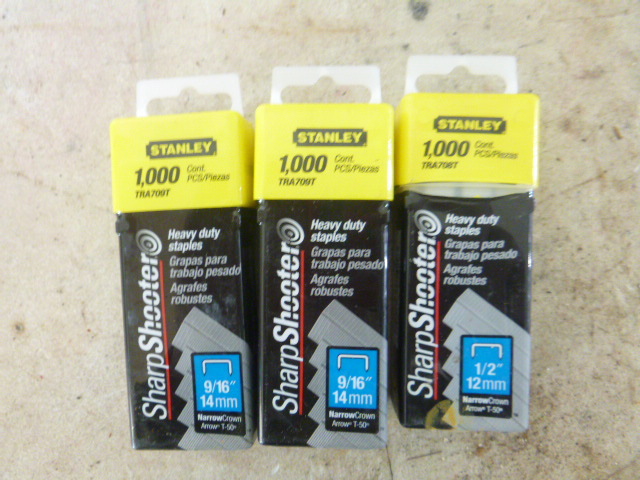 STANLEY
1,000 Cont. PCS/Piezas
TRA709T
Heavy duty
staples
Grapas para
trabajo pesado
Agrafes
robustes
SharpShooter
9/16"
14mm
NarrowCrown
Arrow® T-50®
STANLEY
1,000 Cont. PCS/Piezas
TRA709T
Heavy duty
staples
Grapas para
trabajo pesado
Agrafes
robustes
SharpShooter
9/16"
14mm
NarrowCrown
Arrow® T-50®
STANLEY
1,000 Cont. PCS/Piezas
TRA708T
Heavy duty
staples
Grapas para
trabajo pesado
Agrafes
robustes
SharpShooter
1/2"
12mm
NarrowCrown
Arrow® T-50®